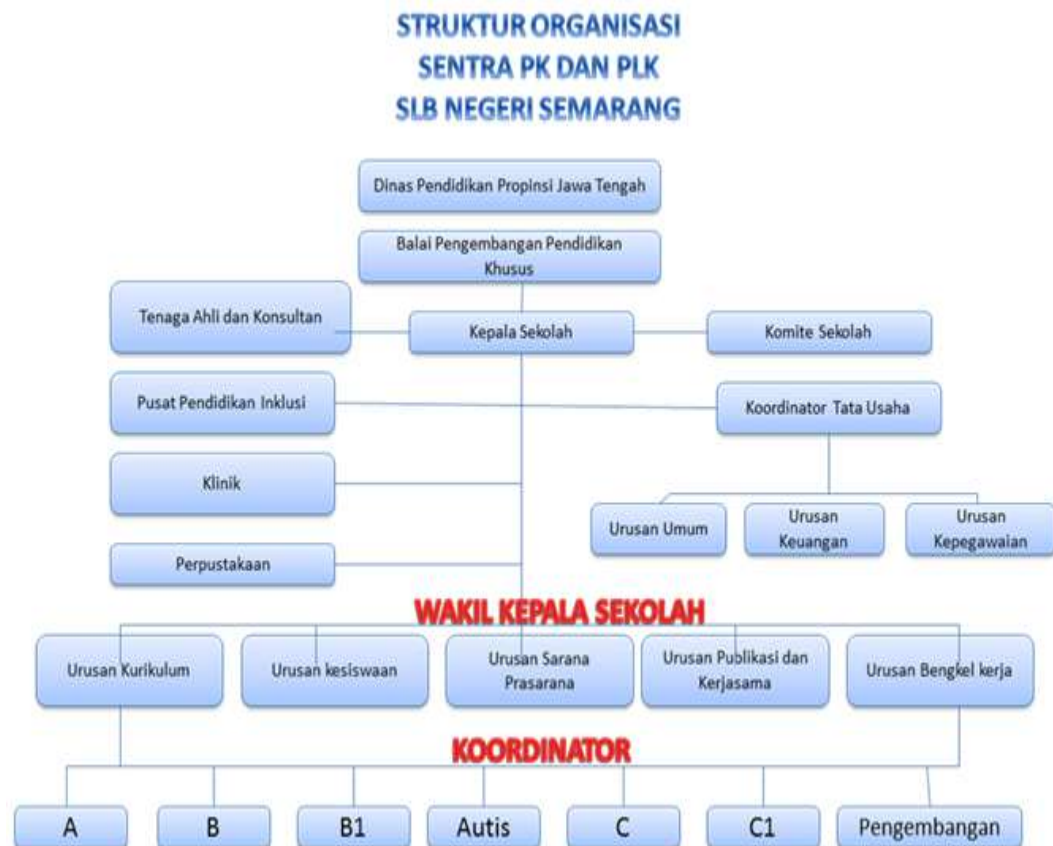 STRUKTUR ORGANISASI
SENTRA PK DAN PLK
SLB NEGERI SEMARANG
Dinas Pendidikan Propinsi Jawa Tengah
Balai Pengembangan Pendidikan
Khusus
Tenaga Ahli dan Konsultan
Kepala Sekolah
Komite Sekolah
Pusat Pendidikan Inklusi
Koordinator Tata Usaha
Klinik
Urusan Umum
Urusan
Keuangan
Urusan
Kepegawaian
Perpustakaan
WAKIL KEPALA SEKOLAH
Urusan Kurikulum
Urusan kesiswaan
Urusan Sarana
Prasarana
Urusan Publikasi dan
Kerjasama
Urusan Bengkel kerja
KOORDINATOR
A
B
B1
Autis
C
C1
Pengembangan